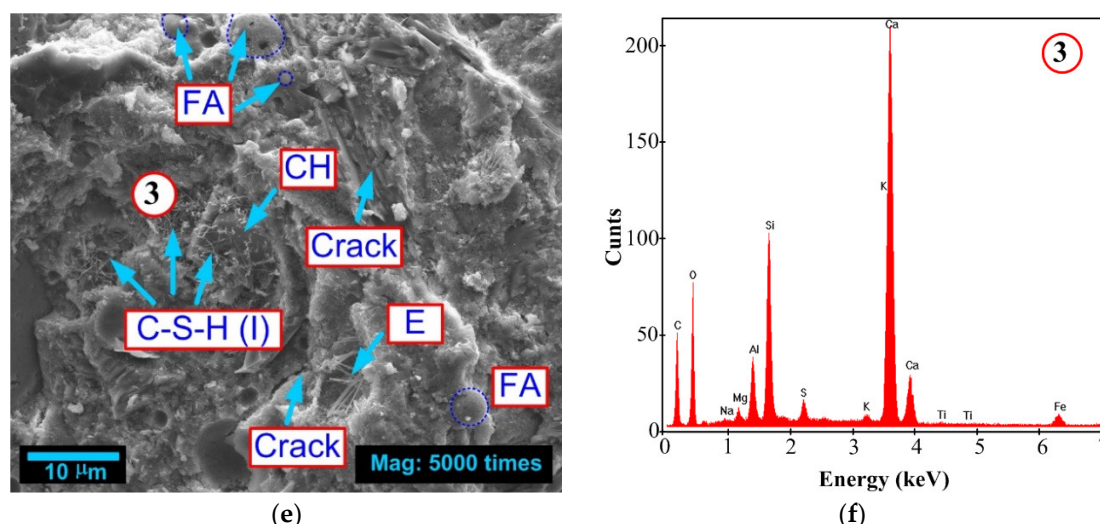 FA
CH
3
Crack
C-S-H (I)
E
FA
Crack
10 μm
Mag: 5000 times
(e)
200
150
100
50
0
Cunts
Ca
3
K
Si
O
C
Al
Ca
Mg
Na
S
K
Ti
Ti
Fe
0 1 2 3 4 5 6 7
Energy (keV)
(f)